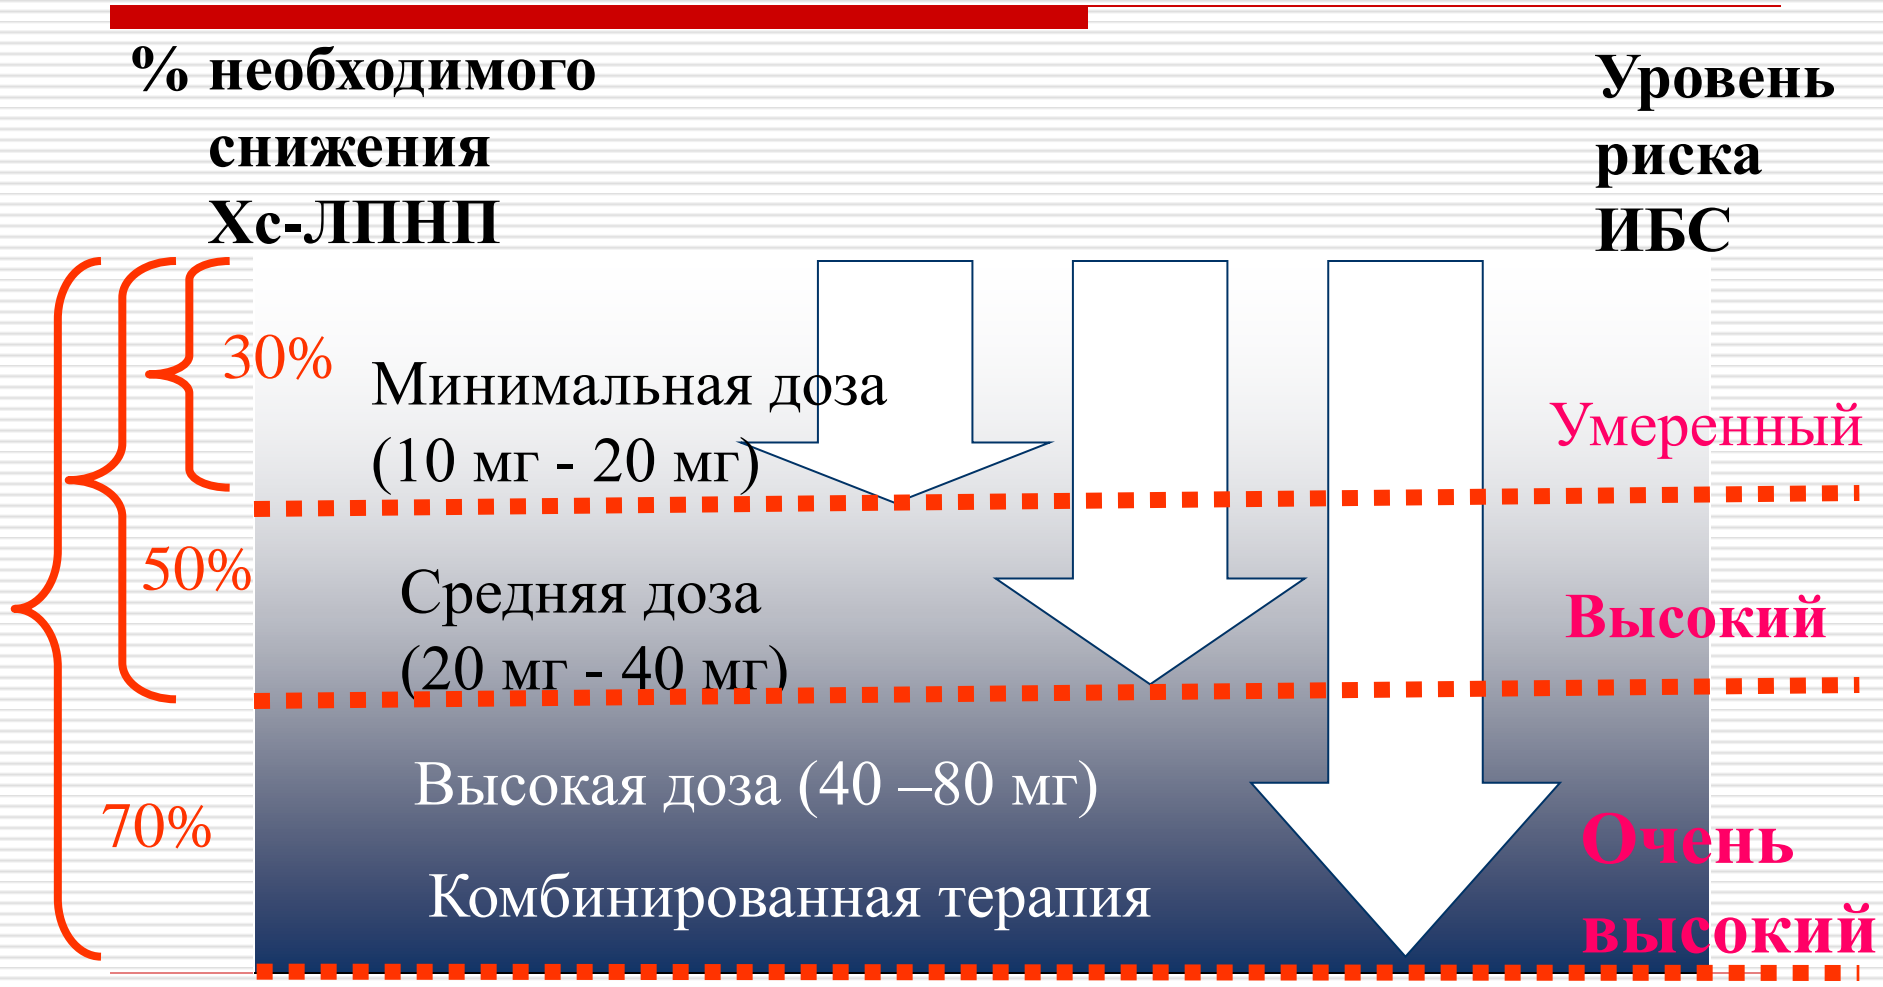 % необходимого
снижения
Хс-ЛПНП
Уровень
риска
ИБС
30%
Минимальная доза
(10 мг - 20 мг)
Умеренный
50%
Средняя доза
(20 мг - 40 мг)
Высокий
70%
Высокая доза (40 –80 мг)
Комбинированная терапия
Очень
высокий